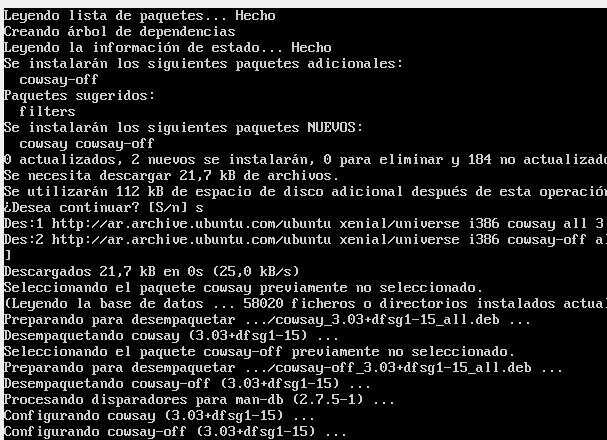 Leyendo lista de paquetes... Hecho
Creando árbol de dependencias
Leyendo la información de estado... Hecho
Se instalarán los siguientes paquetes adicionales:
  cowsay-off
Paquetes sugeridos:
  filters
Se instalarán los siguientes paquetes NUEVOS:
  cowsay cowsay-off
0 actualizados, 2 nuevos se instalarán, 0 para eliminar y 184 no actualizado
Se necesita descargar 21,7 kB de archivos.
Se utilizarán 112 kB de espacio de disco adicional después de esta operación
¿Desea continuar? [S/n] s
Des:1 http://ar.archive.ubuntu.com/ubuntu xenial/universe i386 cowsay all 3
Des:2 http://ar.archive.ubuntu.com/ubuntu xenial/universe i386 cowsay-off al
]
Descargados 21,7 kB en 0s (25,0 kB/s)
Seleccionando el paquete cowsay previamente no seleccionado.
(Leyendo la base de datos ... 58020 ficheros o directorios instalados actual
Preparando para desempaquetar .../cowsay_3.03+dfsg1-15_all.deb ...
Desempaquetando cowsay (3.03+dfsg1-15) ...
Seleccionando el paquete cowsay-off previamente no seleccionado.
Preparando para desempaquetar .../cowsay-off_3.03+dfsg1-15_all.deb ...
Desempaquetando cowsay-off (3.03+dfsg1-15) ...
Procesando disparadores para man-db (2.7.5-1) ...
Configurando cowsay (3.03+dfsg1-15) ...
Configurando cowsay-off (3.03+dfsg1-15) ...